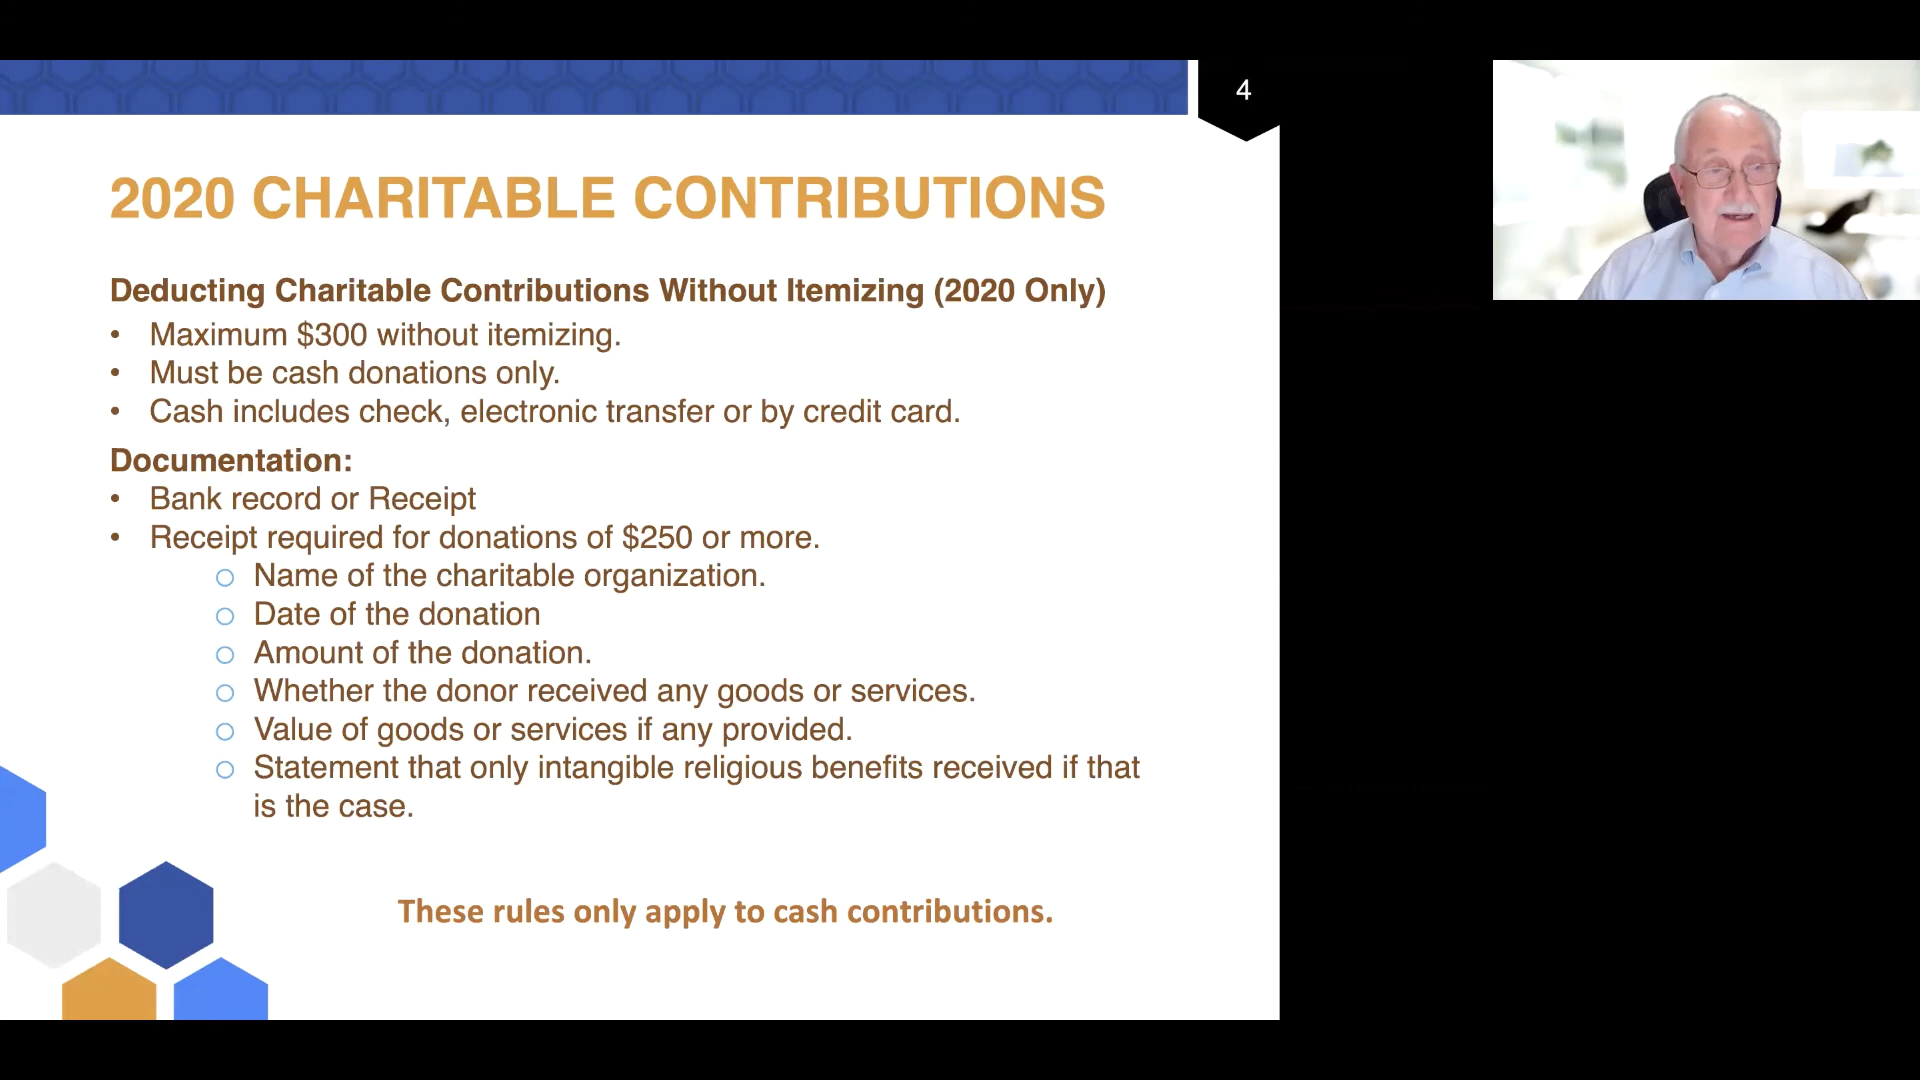 4
2020 CHARITABLE CONTRIBUTIONS
Deducting Charitable Contributions Without Itemizing (2020 Only)
• Maximum $300 without itemizing.
• Must be cash donations only.
• Cash includes check, electronic transfer or by credit card.
Documentation:
• Bank record or Receipt
• Receipt required for donations of $250 or more.
○ Name of the charitable organization.
○ Date of the donation
○ Amount of the donation.
○ Whether the donor received any goods or services.
○ Value of goods or services if any provided.
○ Statement that only intangible religious benefits received if that
is the case.
These rules only apply to cash contributions.